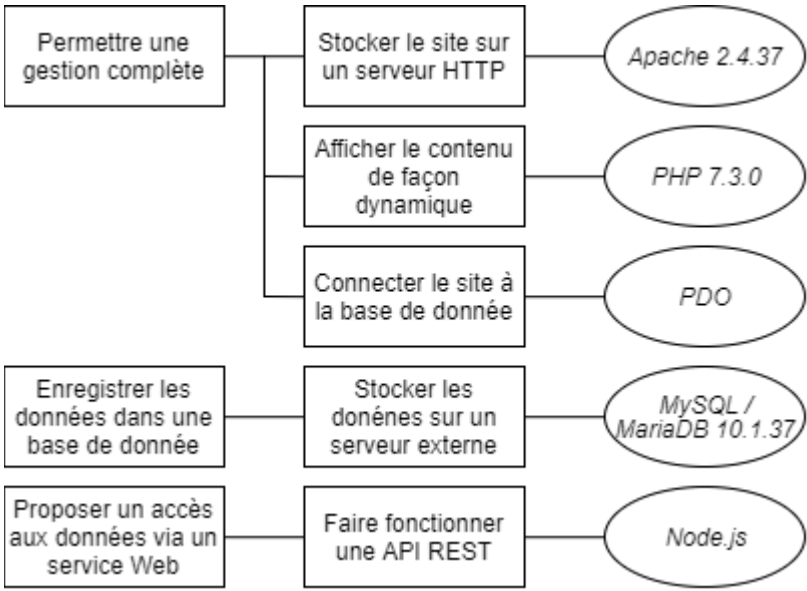 Permettre une
gestion complète
Stocker le site sur
un serveur HTTP
Apache 2.4.37
Afficher le contenu
de façon
dynamique
PHP 7.3.0
Connecter le site à
la base de donnée
PDO
Enregistrer les
données dans une
base de donnée
Stocker les
donénes sur un
serveur externe
MySQL /
MariaDB 10.1.37
Proposer un accès
aux données via un
service Web
Faire fonctionner
une API REST
Node.js